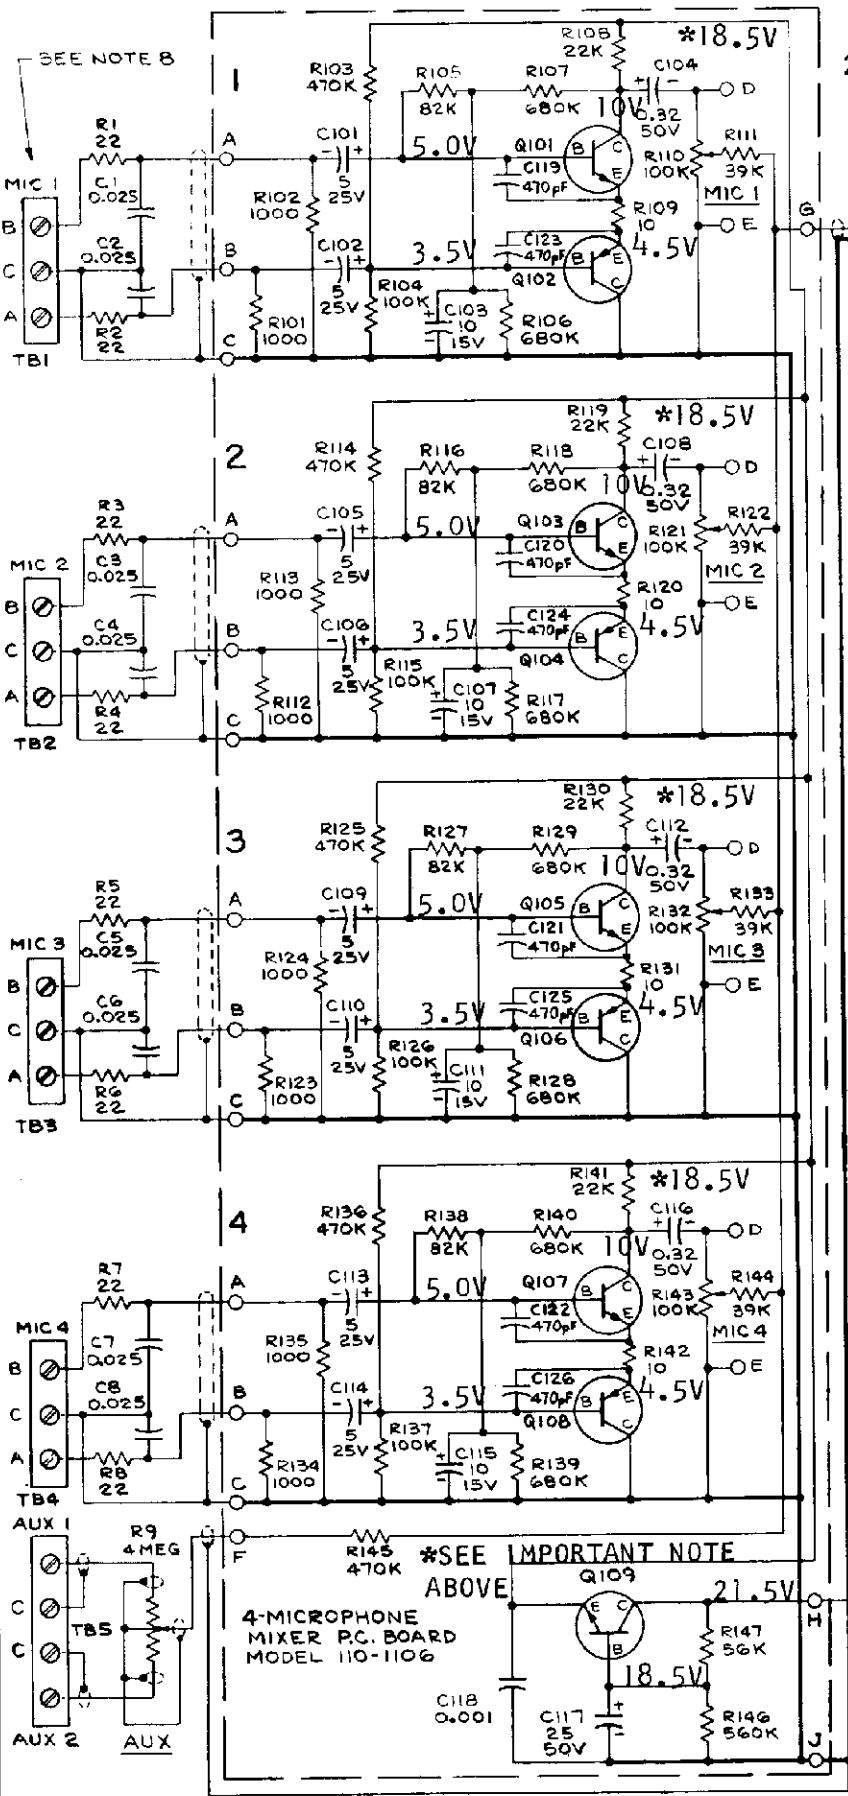 SEE NOTE 8
1
R103
470K
R105
82K
R107
680K
R108
22K
*18.5V
C104
+ -
0.32
50V
10V
D
R1
22
C1
0.025
A
C101
- +
5
25V
5.0V
Q101
B
C
E
C119
470pF
R110
100K
R111
39K
MIC 1
MIC 1
B
C
A
TB1
C2
0.025
R2
22
R102
1000
B
C102
- +
5
25V
3.5V
C123
470pF
Q102
B
E
C
R109
10
4.5V
E
G
R101
1000
R104
100K
C103
+
-
10
15V
R106
680K
C
2
R114
470K
R116
82K
R118
680K
R119
22K
*18.5V
C108
+ -
0.32
50V
10V
D
R3
22
C3
0.025
A
C105
- +
5
25V
5.0V
Q103
B
C
E
C120
470pF
R121
100K
R122
39K
MIC 2
MIC 2
B
C
A
TB2
C4
0.025
R4
22
R113
1000
B
C106
- +
5
25V
3.5V
C124
470pF
Q104
B
E
C
R120
10
4.5V
E
R112
1000
R115
100K
C107
+
-
10
15V
R117
680K
C
3
R125
470K
R127
82K
R129
680K
R130
22K
*18.5V
C112
+ -
0.32
50V
10V
D
R5
22
C5
0.025
A
C109
- +
5
25V
5.0V
Q105
B
C
E
C121
470pF
R132
100K
R133
39K
MIC 3
MIC 3
B
C
A
TB3
C6
0.025
R6
22
R124
1000
B
C110
- +
5
25V
3.5V
C125
470pF
Q106
B
E
C
R131
10
4.5V
E
R123
1000
R126
100K
C111
+
-
10
15V
R128
680K
C
4
R136
470K
R138
82K
R140
680K
R141
22K
*18.5V
C116
+ -
0.32
50V
10V
D
R7
22
C7
0.025
A
C113
- +
5
25V
5.0V
Q107
B
C
E
C122
470pF
R143
100K
R144
39K
MIC 4
MIC 4
B
C
A
TB4
C8
0.025
R8
22
R135
1000
B
C114
- +
5
25V
3.5V
C126
470pF
Q108
B
E
C
R142
10
4.5V
E
R134
1000
R137
100K
C115
+
-
10
15V
R139
680K
C
AUX 1
R9
4 MEG
C
C
TB5
AUX 2
AUX
F
R145
470K
*SEE IMPORTANT NOTE
ABOVE
Q109
E
C
B
21.5V
H
4-MICROPHONE
MIXER P.C. BOARD
MODEL 110-1106
R147
56K
18.5V
C118
0.001
C117
25
50V
+
-
R146
560K
J